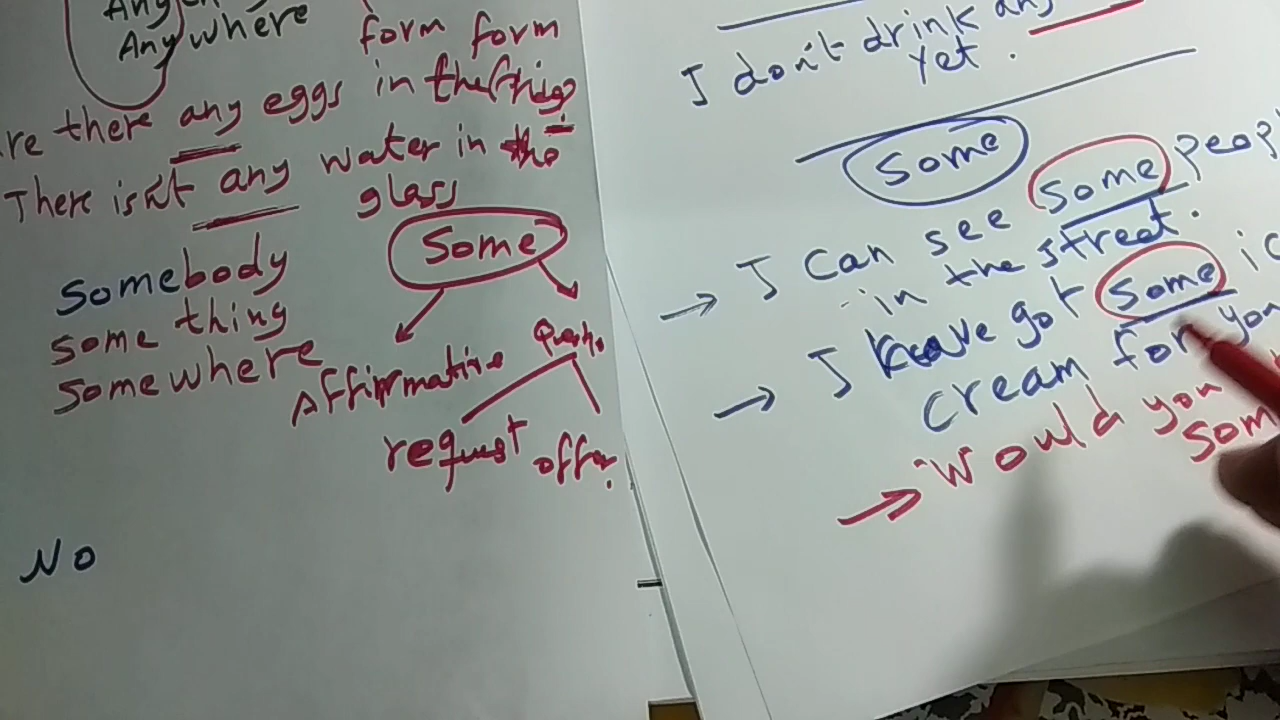 Anywhere
form form
re there any eggs in the fridge
There isn't any water in the
glass
Some
Somebody
some thing
Somewhere
Affirmative
request offer.
No
I don't drink any
yet.
Some
→ I can see some peop
in the street.
→ I have got some ic
cream for you
→ Would you
som